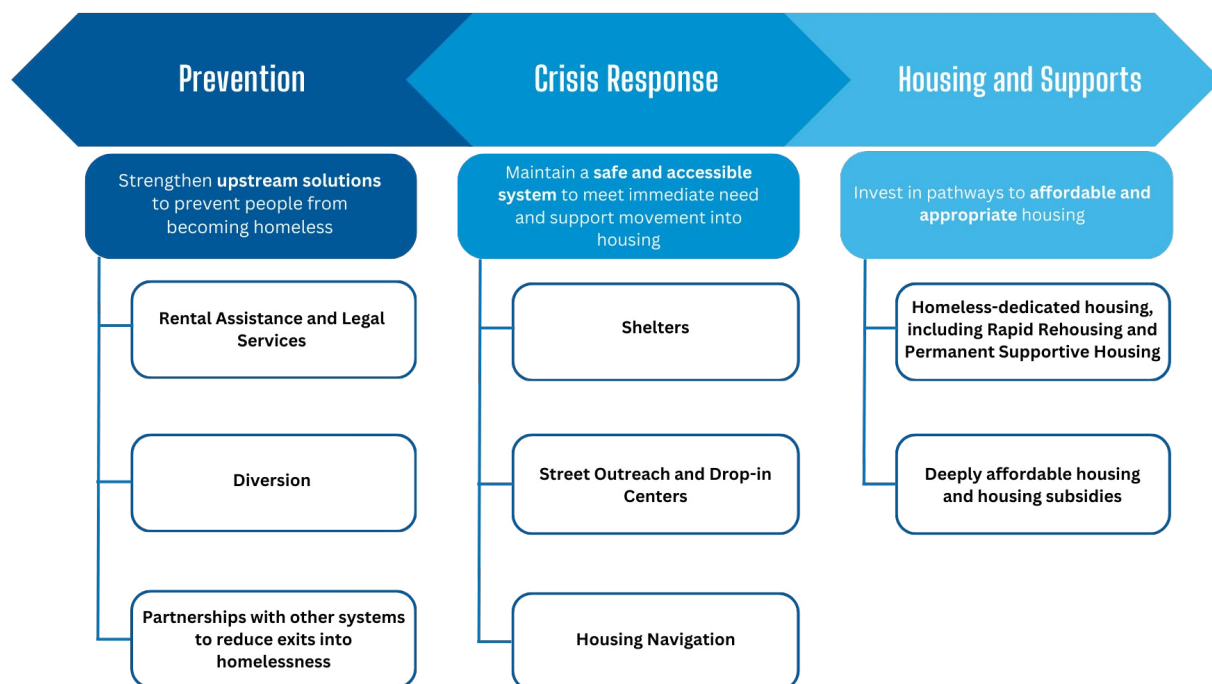 Prevention
Crisis Response
Housing and Supports
Strengthen upstream solutions
to prevent people from
becoming homeless
Maintain a safe and accessible
system to meet immediate need
and support movement into
housing
Invest in pathways to affordable and
appropriate housing
Rental Assistance and Legal
Services
Shelters
Homeless-dedicated housing,
including Rapid Rehousing and
Permanent Supportive Housing
Diversion
Street Outreach and Drop-in
Centers
Deeply affordable housing
and housing subsidies
Partnerships with other systems
to reduce exits into
homelessness
Housing Navigation